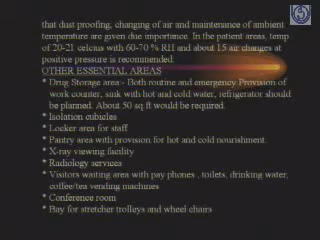 that dust proofing, changing of air and maintenance of ambient
temperature are given due importance. In the patient areas, temp
of 20-21 celcius with 60-70 % RH and about 15 air changes at
positive pressure is recommended.
OTHER ESSENTIAL AREAS
* Drug Storage area:- Both routine and emergency.Provision of
work counter, sink with hot and cold water, refrigerator should
be planned. About 50 sq ft would be required.
* Isolation cubicles
* Locker area for staff
* Pantry area with provision for hot and cold nourishment.
* X-ray viewing facility
* Radiology services
* Visitors waiting area with pay phones , toilets, drinking water,
coffee/tea vending machines
* Conference room
* Bay for stretcher trolleys and wheel chairs